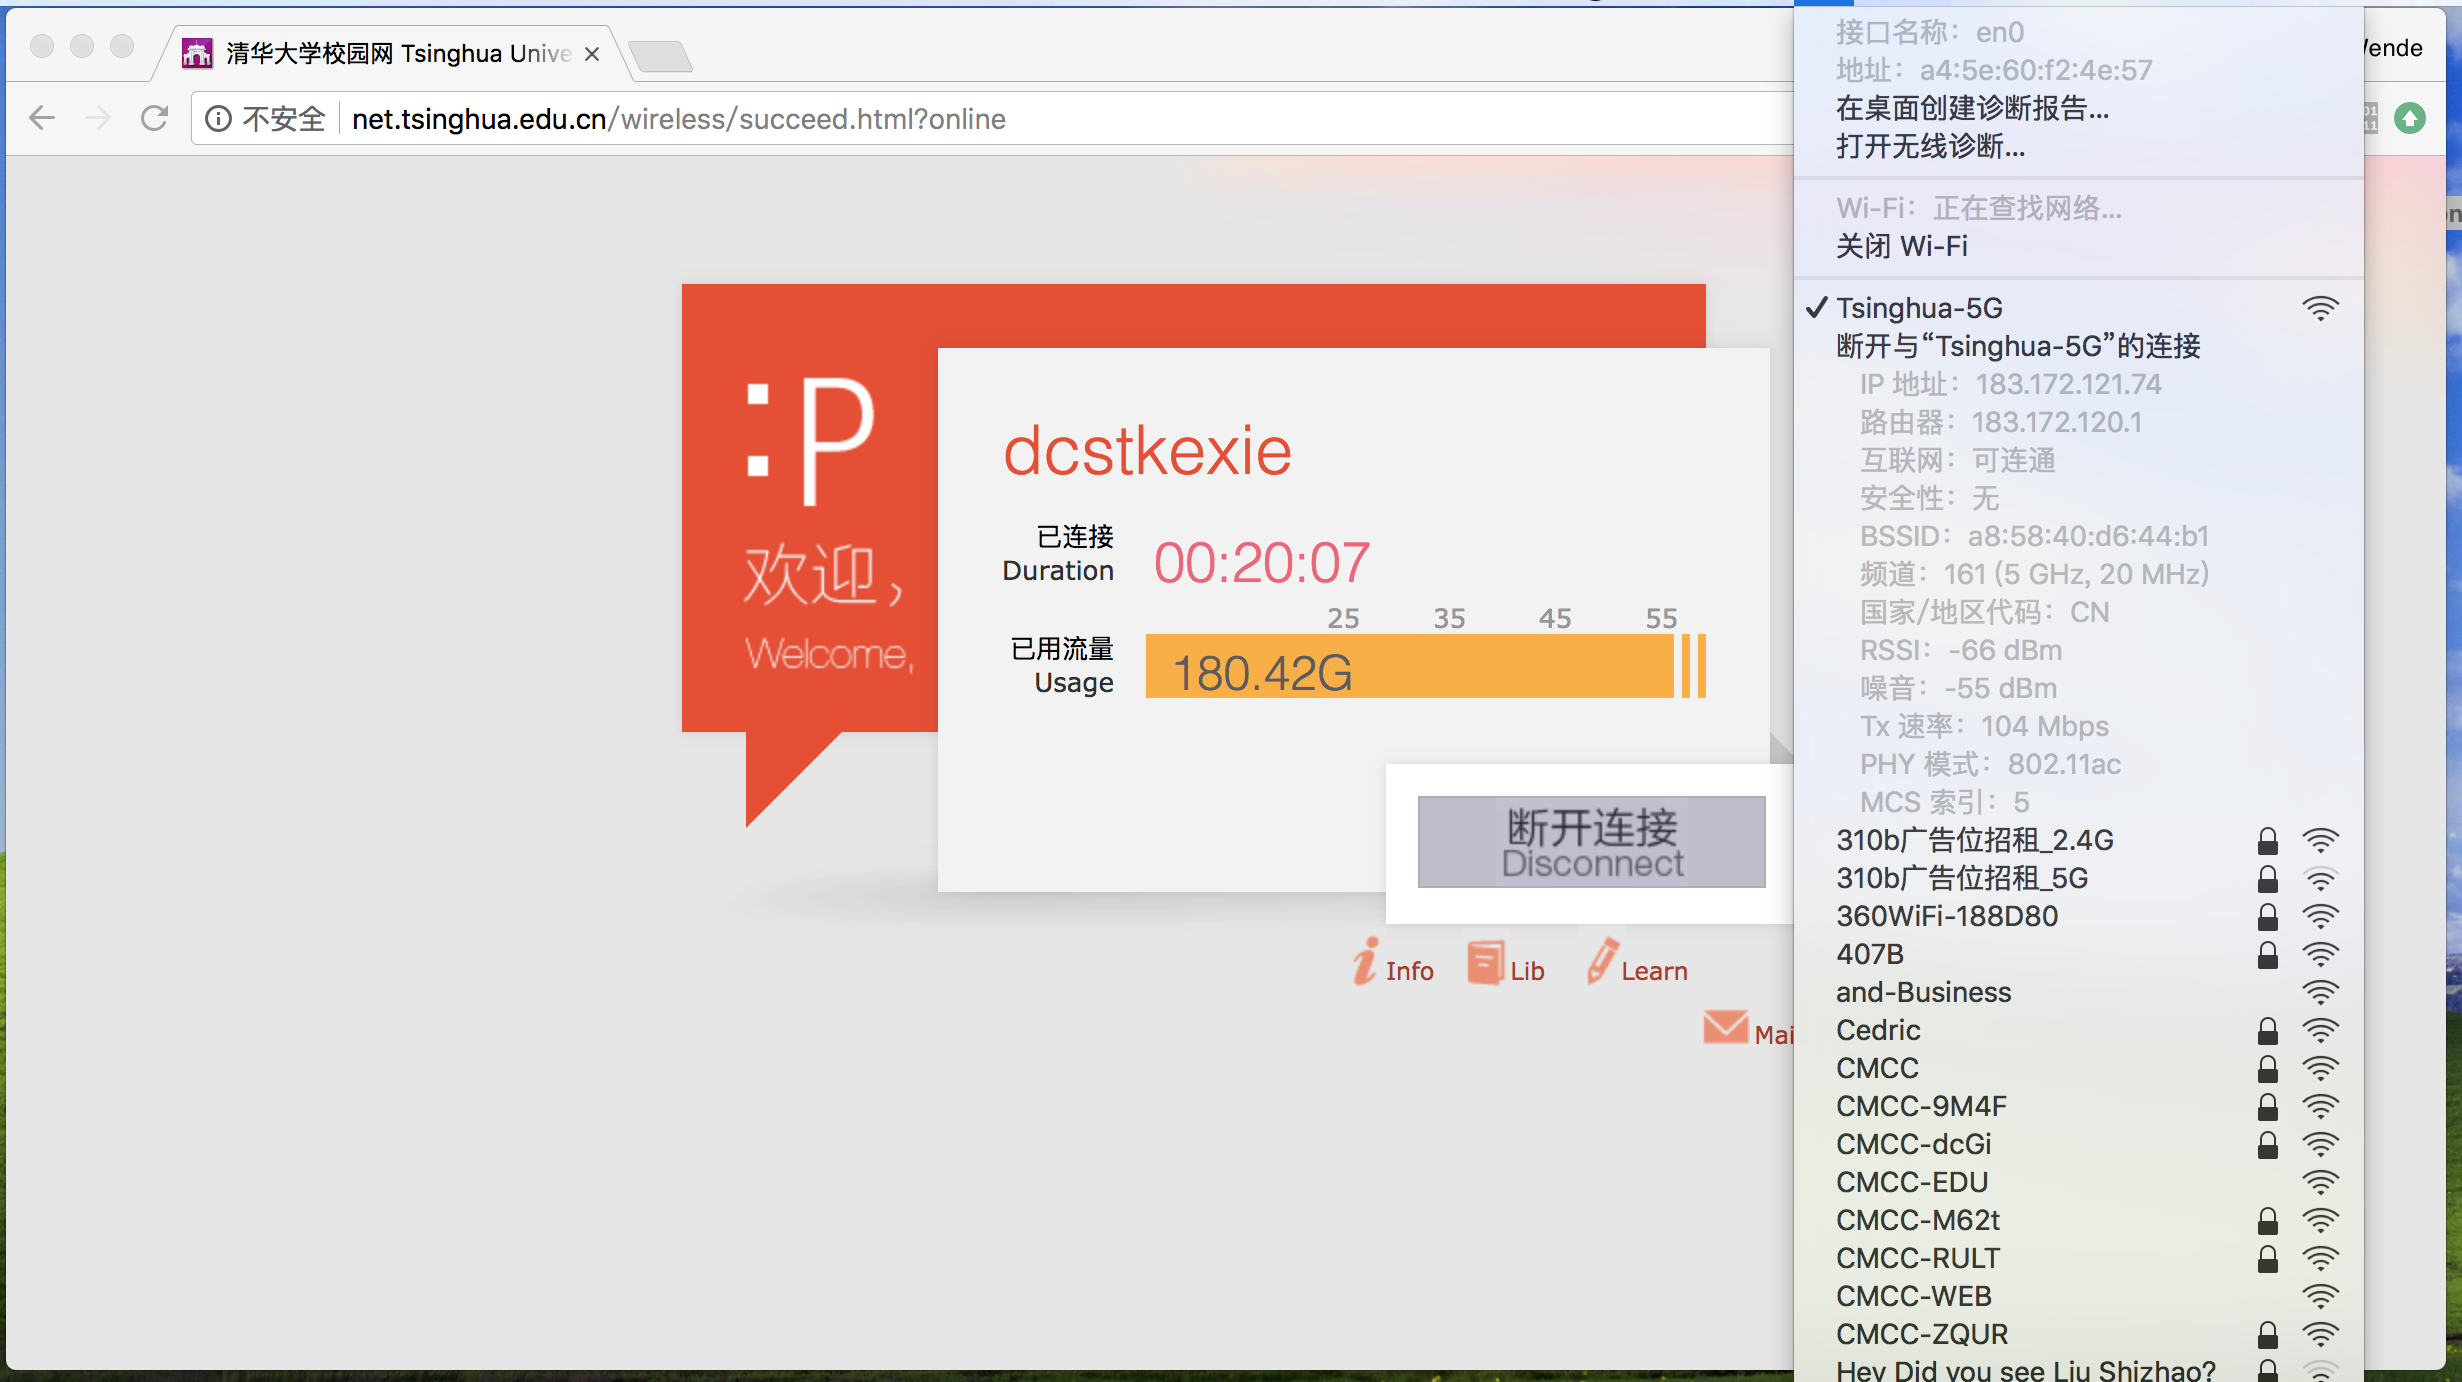 清华大学校园网 Tsinghua Unive
不安全 net.tsinghua.edu.cn/wireless/succeed.html?online
:P
欢迎,
Welcome,
dcstkexie
已连接
Duration
00:20:07
25 35 45 55
已用流量
Usage
180.42G
断开连接
Disconnect
Info Lib Learn
Mai
接口名称：en0
地址：a4:5e:60:f2:4e:57
在桌面创建诊断报告...
打开无线诊断...
Wi-Fi：正在查找网络...
关闭 Wi-Fi
Tsinghua-5G
断开与“Tsinghua-5G”的连接
IP 地址：183.172.121.74
路由器：183.172.120.1
互联网：可连通
安全性：无
BSSID：a8:58:40:d6:44:b1
频道：161 (5 GHz, 20 MHz)
国家/地区代码：CN
RSSI：-66 dBm
噪音：-55 dBm
Tx 速率：104 Mbps
PHY 模式：802.11ac
MCS 索引：5
310b广告位招租_2.4G
310b广告位招租_5G
360WiFi-188D80
407B
and-Business
Cedric
CMCC
CMCC-9M4F
CMCC-dcGi
CMCC-EDU
CMCC-M62t
CMCC-RULT
CMCC-WEB
CMCC-ZQUR
Hey Did you see Liu Shizhao?
Wende